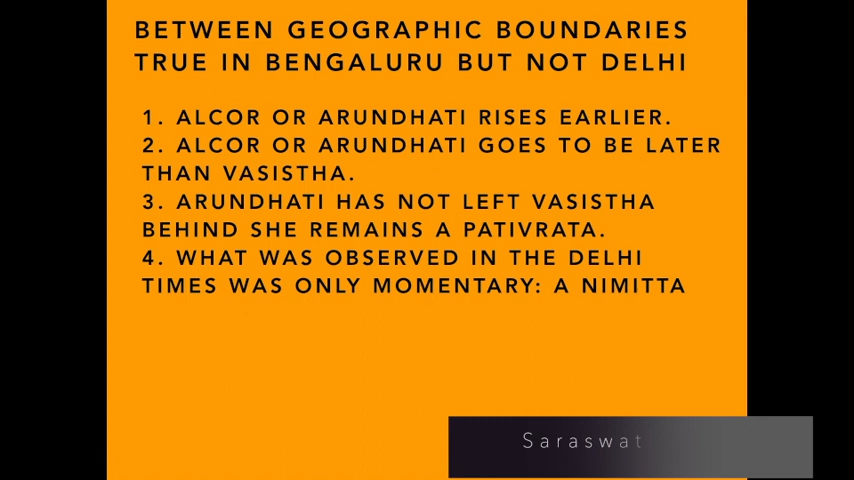 BETWEEN GEOGRAPHIC BOUNDARIES
TRUE IN BENGALURU BUT NOT DELHI
1. ALCOR OR ARUNDHATI RISES EARLIER.
2. ALCOR OR ARUNDHATI GOES TO BE LATER
THAN VASISTHA.
3. ARUNDHATI HAS NOT LEFT VASISTHA
BEHIND SHE REMAINS A PATIVRATA.
4. WHAT WAS OBSERVED IN THE DELHI
TIMES WAS ONLY MOMENTARY: A NIMITTA
Saraswat